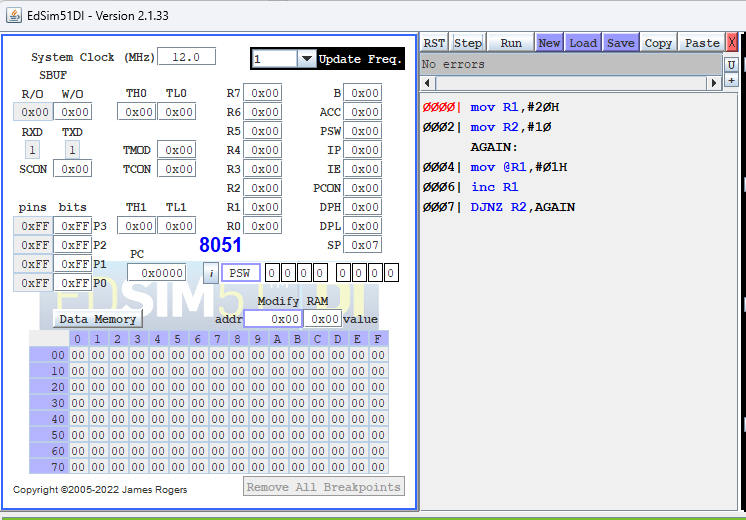 EdSim51DI - Version 2.1.33
System Clock (MHz) 12.0
1 Update Freq.
SBUF
R/O W/O
0x00 0x00
RXD TXD
1 1
SCON 0x00
TH0 TL0
0x00 0x00
TMOD 0x00
TCON 0x00
TH1 TL1
0x00 0x00
R7 0x00
R6 0x00
R5 0x00
R4 0x00
R3 0x00
R2 0x00
R1 0x00
R0 0x00
B 0x00
ACC 0x00
PSW 0x00
IP 0x00
IE 0x00
PCON 0x00
DPH 0x00
DPL 0x00
SP 0x07
pins bits
0xFF 0xFF P3
0xFF 0xFF P2
0xFF 0xFF P1
0xFF 0xFF P0
8051
PC
0x0000
i PSW 0 0 0 0 0 0 0 0
EDSIM51DI
Modify RAM
Data Memory addr 0x00 0x00 value
0 1 2 3 4 5 6 7 8 9 A B C D E F
00 00 00 00 00 00 00 00 00 00 00 00 00 00 00 00 00
10 00 00 00 00 00 00 00 00 00 00 00 00 00 00 00 00
20 00 00 00 00 00 00 00 00 00 00 00 00 00 00 00 00
30 00 00 00 00 00 00 00 00 00 00 00 00 00 00 00 00
40 00 00 00 00 00 00 00 00 00 00 00 00 00 00 00 00
50 00 00 00 00 00 00 00 00 00 00 00 00 00 00 00 00
60 00 00 00 00 00 00 00 00 00 00 00 00 00 00 00 00
70 00 00 00 00 00 00 00 00 00 00 00 00 00 00 00 00
Copyright ©2005-2022 James Rogers
Remove All Breakpoints
RST Step Run New Load Save Copy Paste X
No errors U
+
0000| mov R1,#20H
0002| mov R2,#10
AGAIN:
0004| mov @R1,#01H
0006| inc R1
0007| DJNZ R2,AGAIN